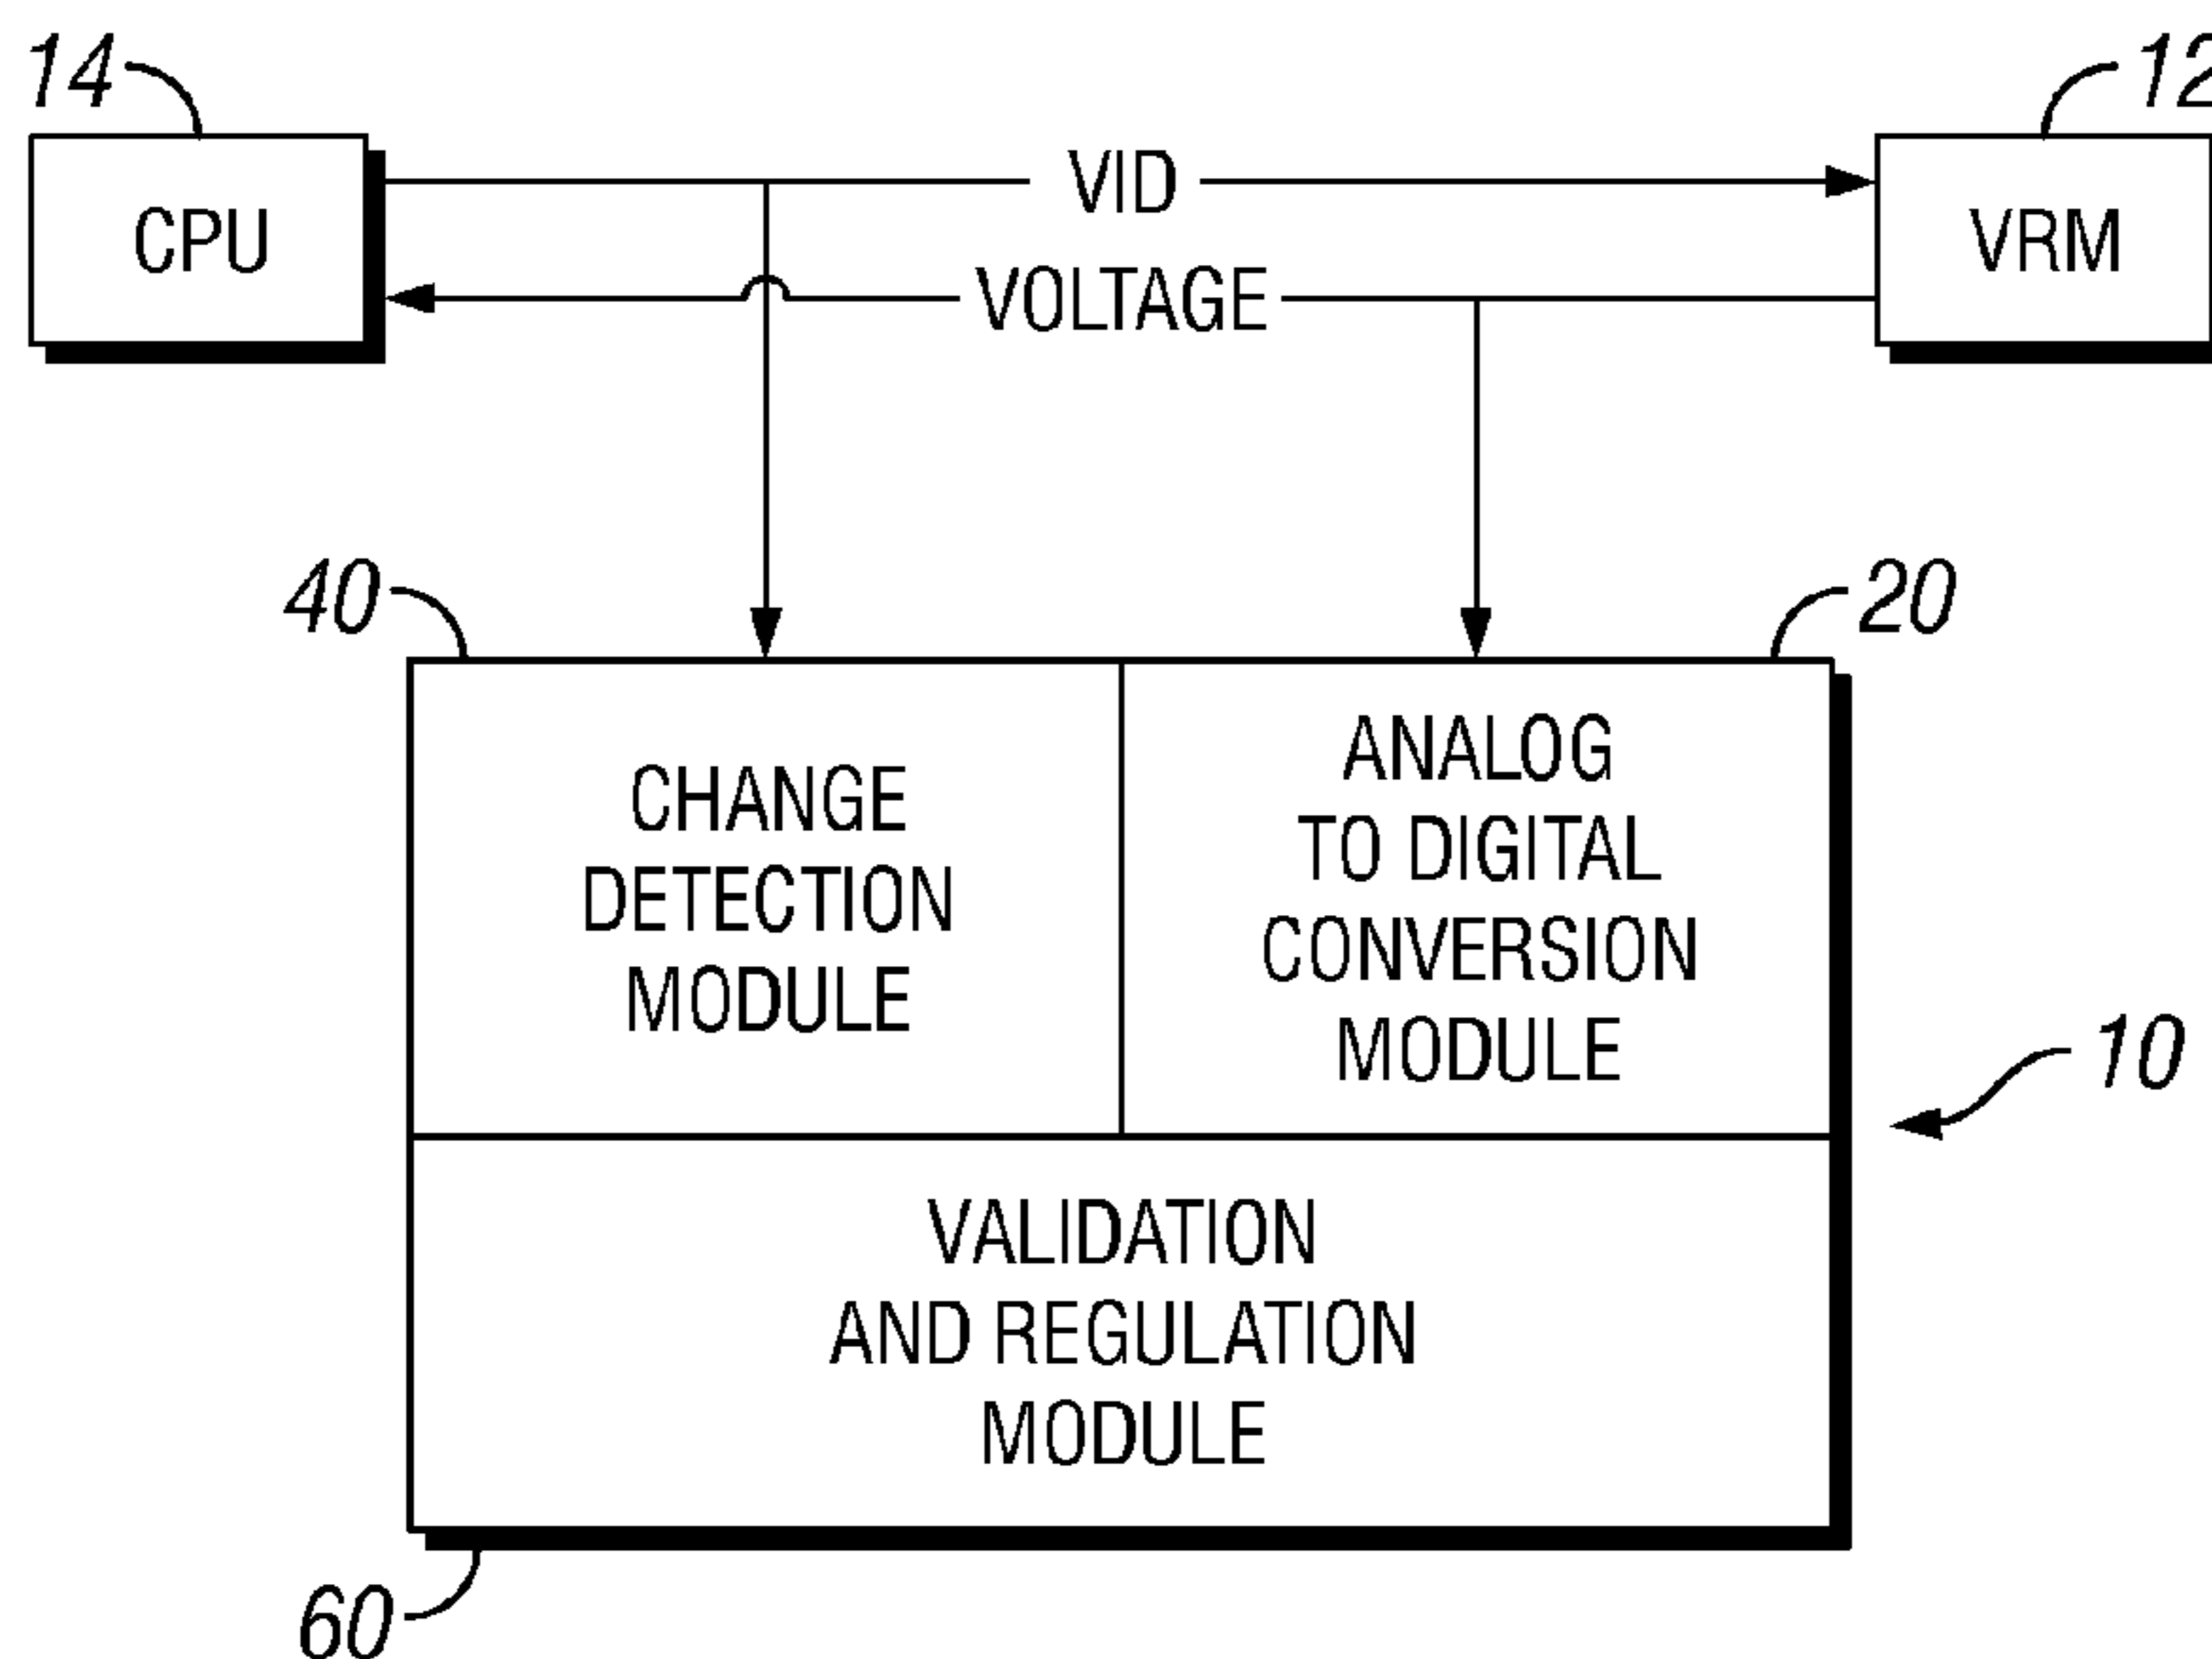 14
12
CPU
VID
VOLTAGE
VRM
40
20
CHANGE
DETECTION
MODULE
ANALOG
TO DIGITAL
CONVERSION
MODULE
10
VALIDATION
AND REGULATION
MODULE
60